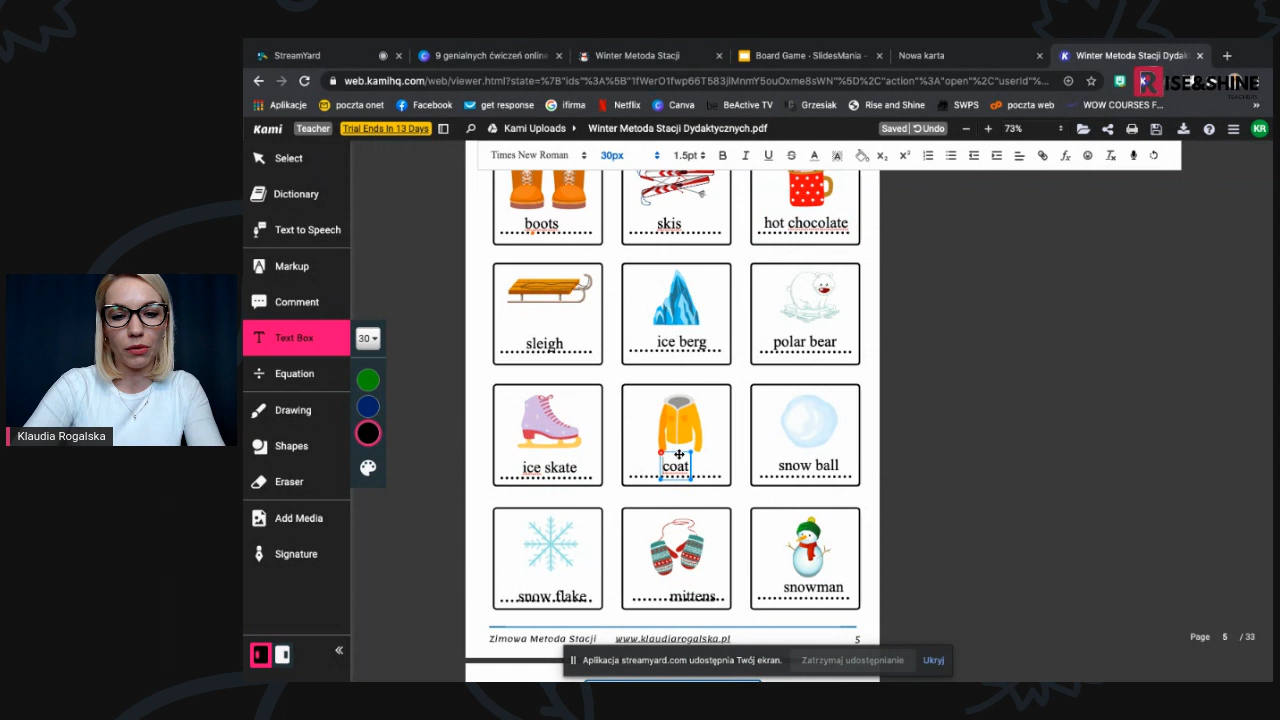 StreamYard
9 genialnych ćwiczeń online
Winter Metoda Stacji
Board Game - SlidesMania -
Nowa karta
Winter Metoda Stacji Dydak
web.kamihq.com/web/viewer.html?state=%7B"ids"%3A%5B"1fWerO1fwp66T583jlMnmY5ouOxme8sWN"%5D%2C"action"%3A"open"%2C"userId"%...
RISE&SHINE
TEACHERS
Aplikacje
poczta onet
Facebook
get response
ifirma
Netflix
Canva
BeActive TV
Grzesiak
Rise and Shine
SWPS
poczta web
WOW COURSES F...
Kami
Teacher
Trial Ends In 13 Days
Kami Uploads
Winter Metoda Stacji Dydaktycznych.pdf
Saved
Undo
73%
KR
Times New Roman
30px
1.5pt
Select
Dictionary
Text to Speech
Markup
Comment
Text Box
30
Equation
Drawing
Shapes
Eraser
Add Media
Signature
boots
skis
hot chocolate
sleigh
ice berg
polar bear
ice skate
coat
snow ball
snow flake
mittens
snowman
Zimowa Metoda Stacji
www.klaudiarogalska.pl
5
Page 5 / 33
Aplikacja streamyard.com udostępnia Twój ekran.
Zatrzymaj udostępnianie
Ukryj
Klaudia Rogalska